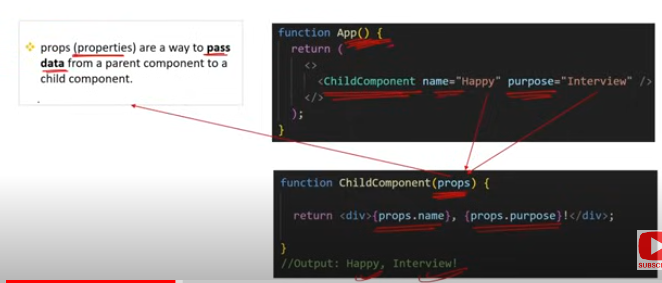 props (properties) are a way to pass
data from a parent component to a
child component.
function App() {
return (
<>
<ChildComponent name="Happy" purpose="Interview" />
</>
);
}
function ChildComponent(props) {
return <div>{props.name}, {props.purpose}!</div>;
}
//Output: Happy, Interview!